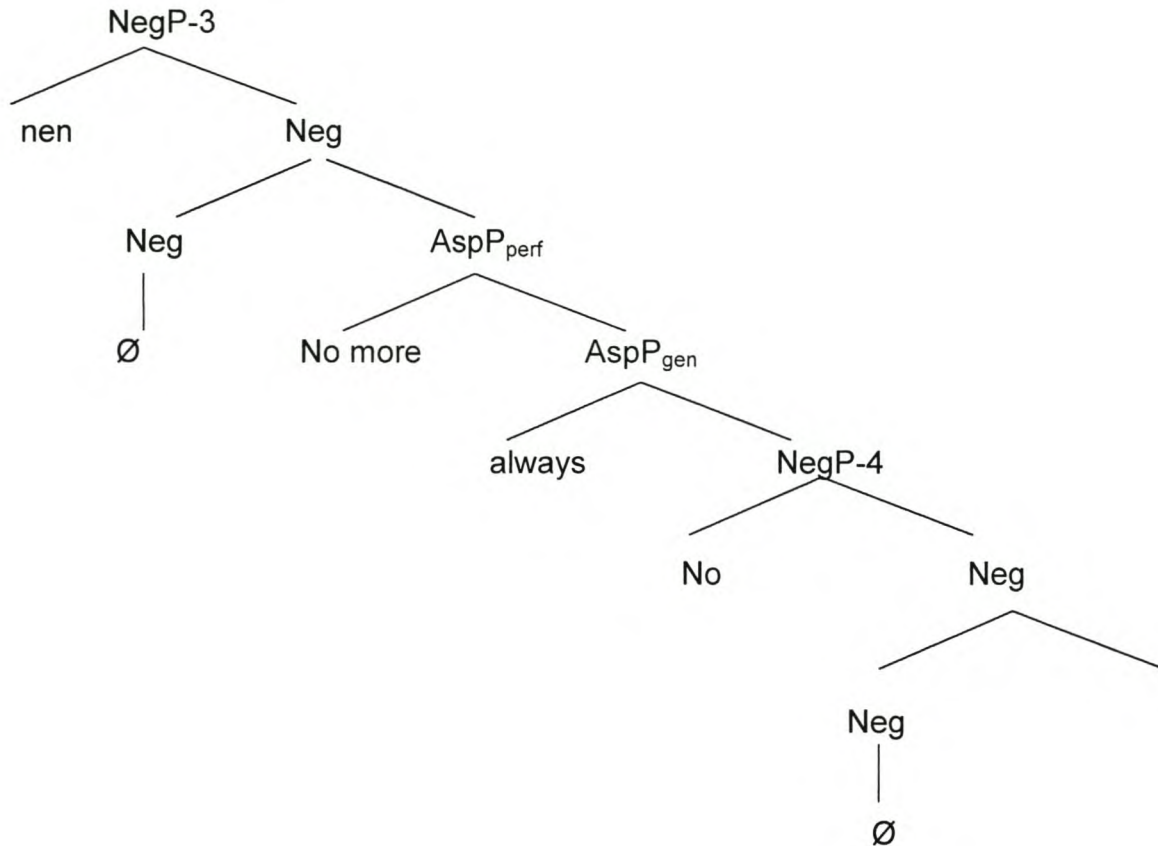 NegP-3
nen Neg
Neg AspPperf
Ø No more AspPgen
always NegP-4
No Neg
Neg
Ø